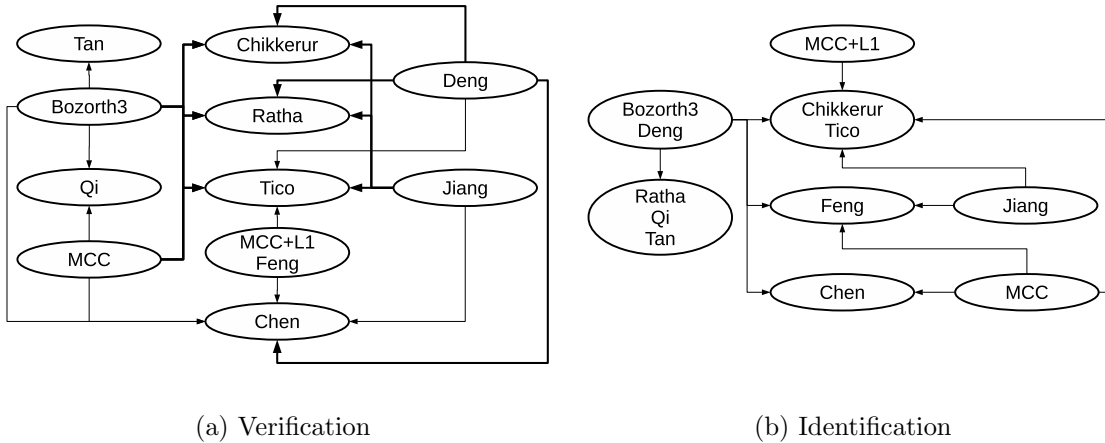 Tan
Chikkerur
Bozorth3
Deng
Ratha
Qi
Tico
Jiang
MCC+L1
Feng
MCC
Chen
(a) Verification
MCC+L1
Bozorth3
Deng
Chikkerur
Tico
Ratha
Qi
Tan
Feng
Jiang
Chen
MCC
(b) Identification